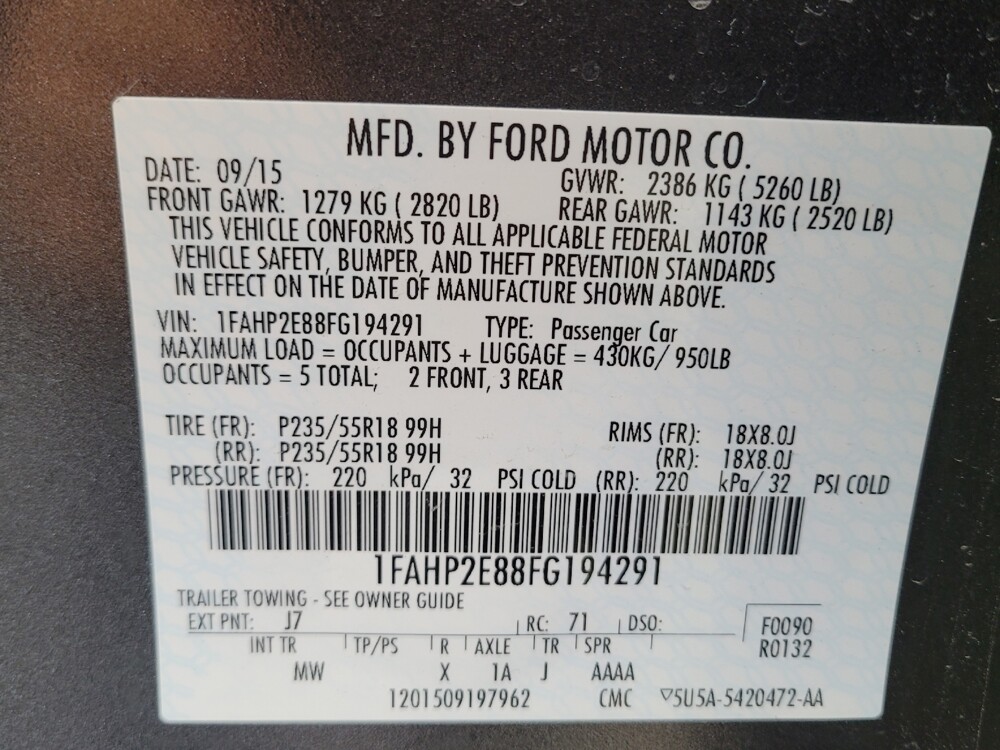 MFD. BY FORD MOTOR CO.
DATE: 09/15 GVWR: 2386 KG ( 5260 LB)
FRONT GAWR: 1279 KG ( 2820 LB) REAR GAWR: 1143 KG ( 2520 LB)
THIS VEHICLE CONFORMS TO ALL APPLICABLE FEDERAL MOTOR
VEHICLE SAFETY, BUMPER, AND THEFT PREVENTION STANDARDS
IN EFFECT ON THE DATE OF MANUFACTURE SHOWN ABOVE.
VIN: 1FAHP2E88FG194291 TYPE: Passenger Car
MAXIMUM LOAD = OCCUPANTS + LUGGAGE = 430KG/ 950LB
OCCUPANTS = 5 TOTAL; 2 FRONT, 3 REAR
TIRE (FR): P235/55R18 99H RIMS (FR): 18X8.0J
(RR): P235/55R18 99H (RR): 18X8.0J
PRESSURE (FR): 220 kPa/ 32 PSI COLD (RR): 220 kPa/ 32 PSI COLD
1FAHP2E88FG194291
TRAILER TOWING - SEE OWNER GUIDE
EXT PNT: J7 RC: 71 DSO: F0090
INT TR TP/PS R AXLE TR SPR R0132
MW X 1A J AAAA
1201509197962 CMC ▽5U5A-5420472-AA